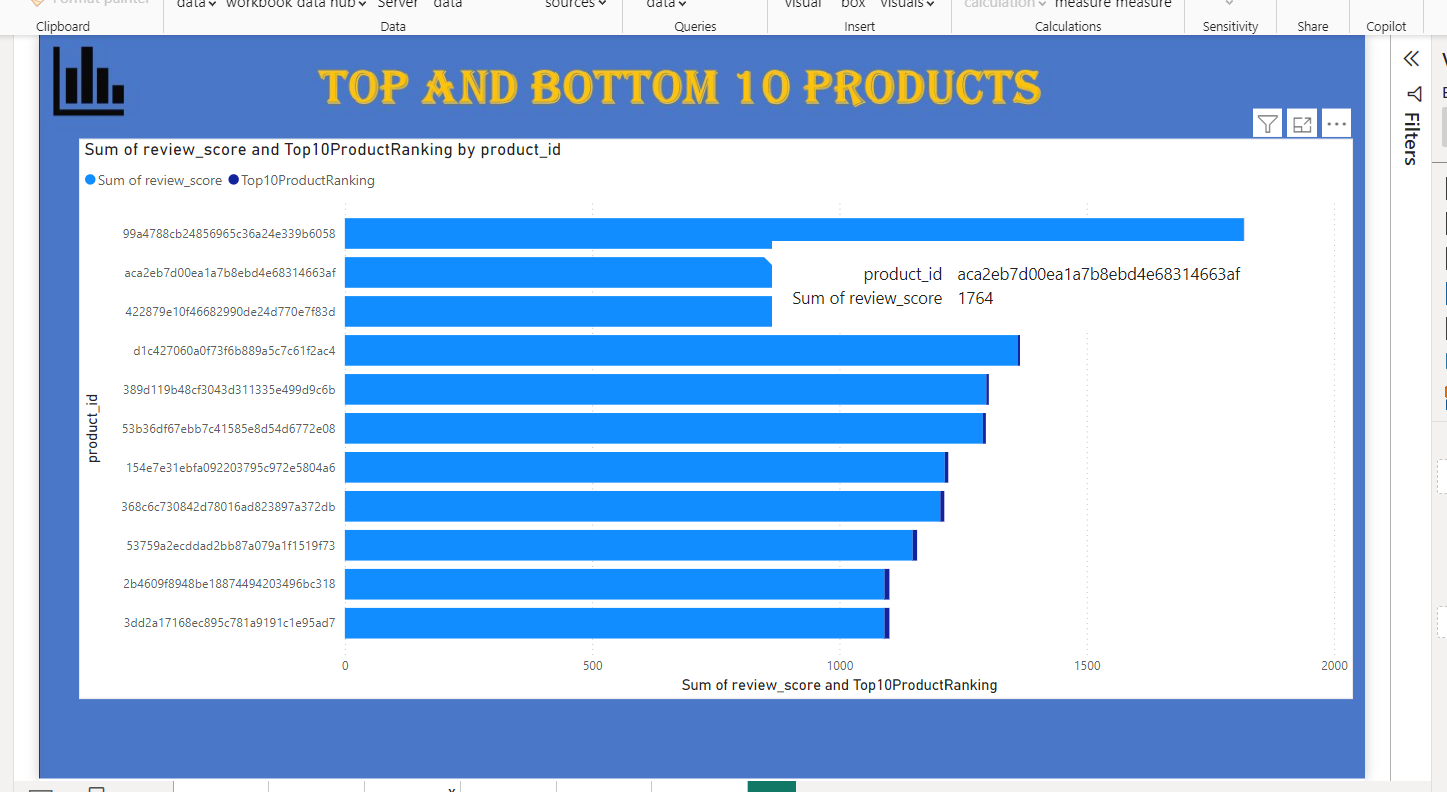 Format painter
data workbook data hub Server data sources data visual box visuals calculation measure measure
Clipboard Data Queries Insert Calculations Sensitivity Share Copilot
TOP AND BOTTOM 10 PRODUCTS
Filters
Sum of review_score and Top10ProductRanking by product_id
Sum of review_score Top10ProductRanking
99a4788cb24856965c36a24e339b6058
aca2eb7d00ea1a7b8ebd4e68314663af
product_id aca2eb7d00ea1a7b8ebd4e68314663af
Sum of review_score 1764
422879e10f46682990de24d770e7f83d
d1c427060a0f73f6b889a5c7c61f2ac4
389d119b48cf3043d311335e499d9c6b
53b36df67ebb7c41585e8d54d6772e08
154e7e31ebfa092203795c972e5804a6
368c6c730842d78016ad823897a372db
53759a2ecddad2bb87a079a1f1519f73
2b4609f8948be18874494203496bc318
3dd2a17168ec895c781a9191c1e95ad7
product_id
0 500 1000 1500 2000
Sum of review_score and Top10ProductRanking